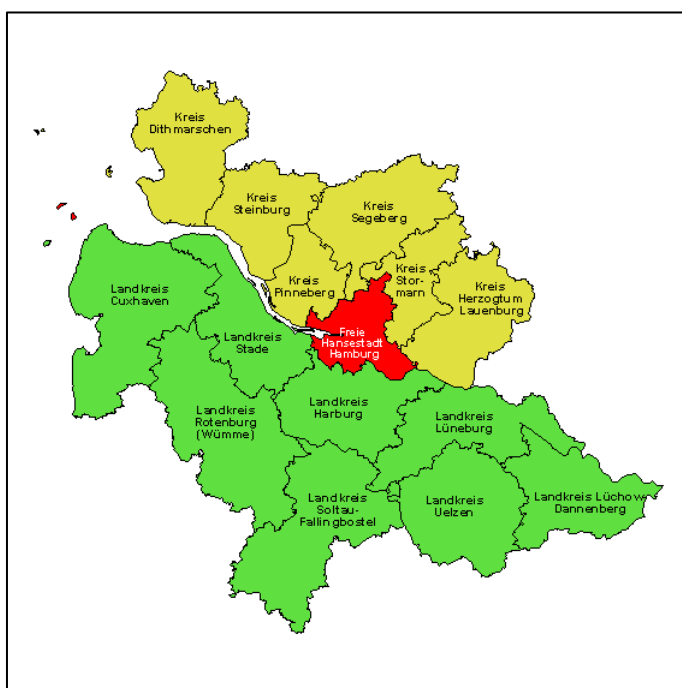 Kreis
Dithmarschen
Kreis
Steinburg
Kreis
Segeberg
Kreis
Pinneberg
Kreis
Stor-
marn
Kreis
Herzogtum
Lauenburg
Landkreis
Cuxhaven
Landkreis
Stade
Freie
Hansestadt
Hamburg
Landkreis
Harburg
Landkreis
Rotenburg
(Wümme)
Landkreis
Lüneburg
Landkreis
Soltau-
Fallingbostel
Landkreis
Uelzen
Landkreis Lüchow
Dannenberg